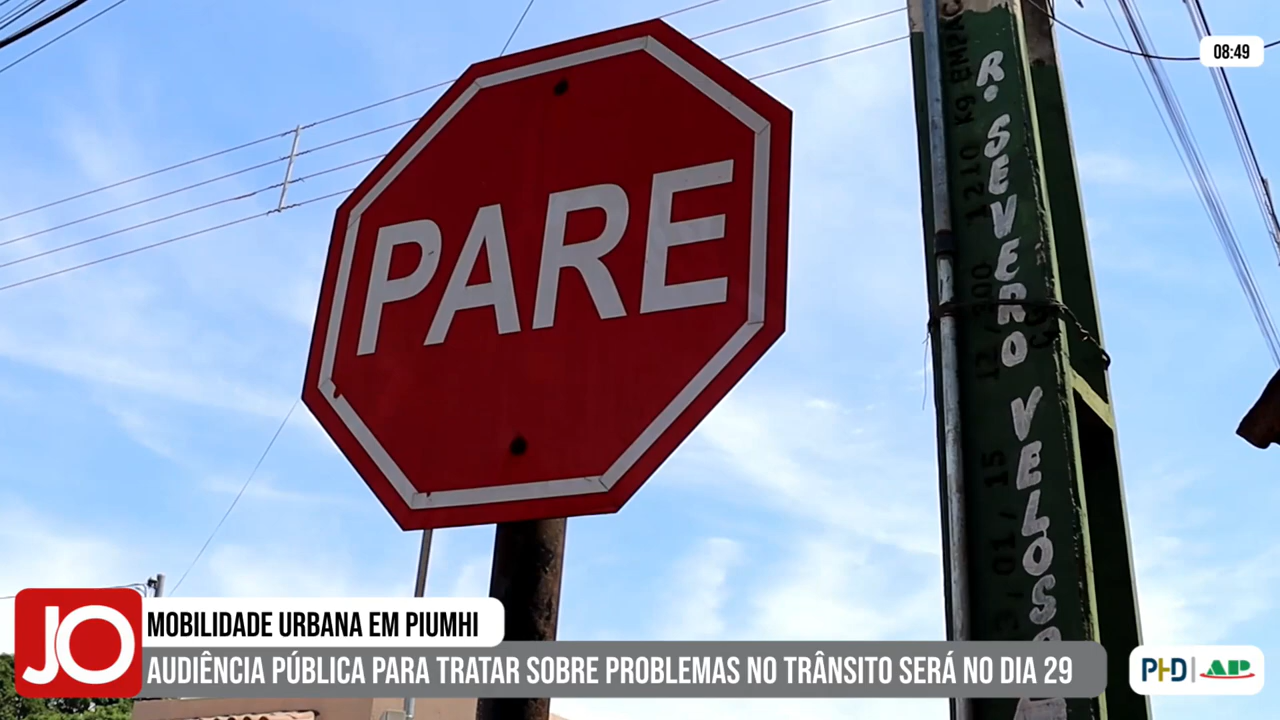 08:49
PARE
R. SEVERO VELOSO
JO
MOBILIDADE URBANA EM PIUMHI
AUDIÊNCIA PÚBLICA PARA TRATAR SOBRE PROBLEMAS NO TRÂNSITO SERÁ NO DIA 29
PHD AP